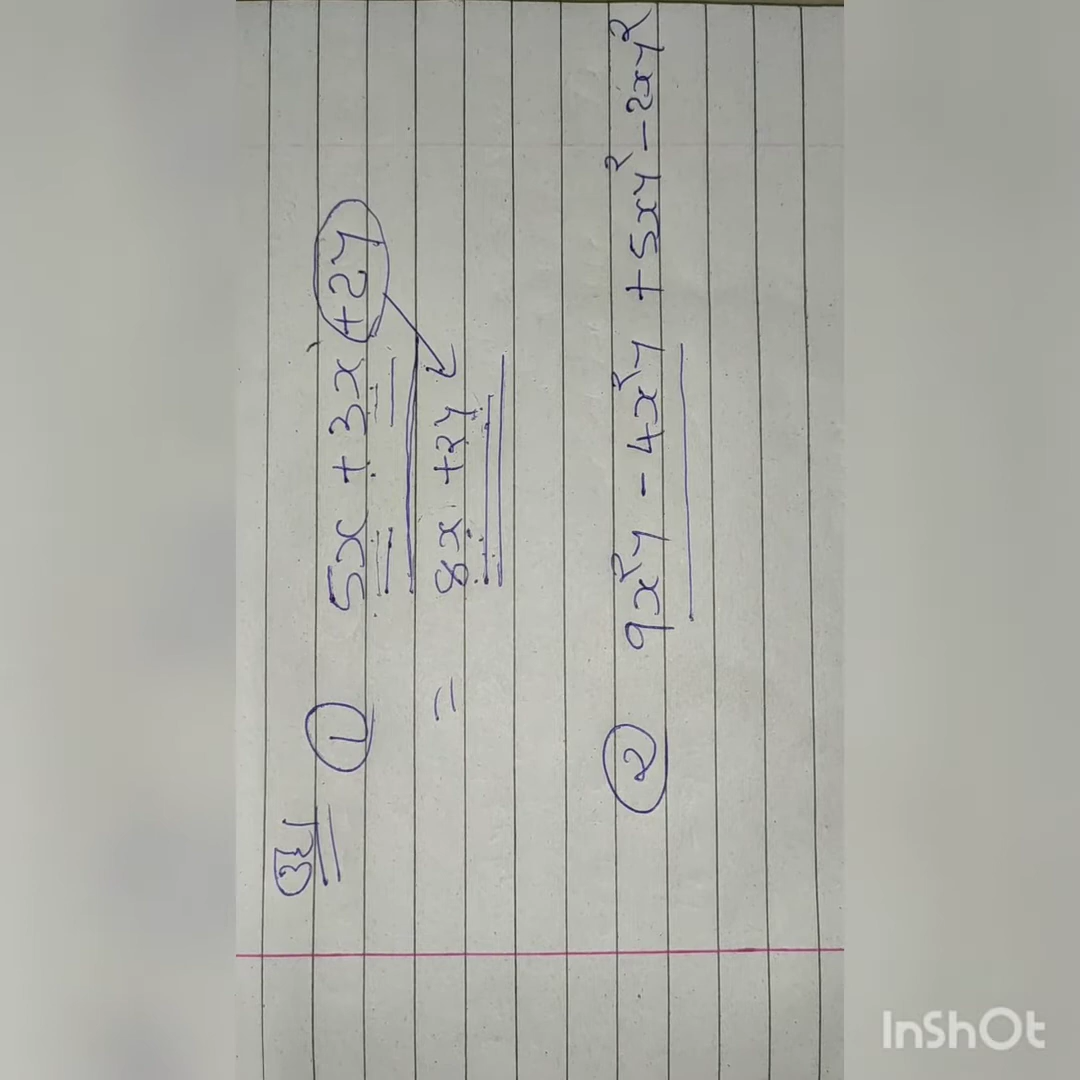 उदा
① 5x + 3x + 2y
= 8x + 2y
② 9x²y - 4x²y + 5xy² - 2xy²
InShOt